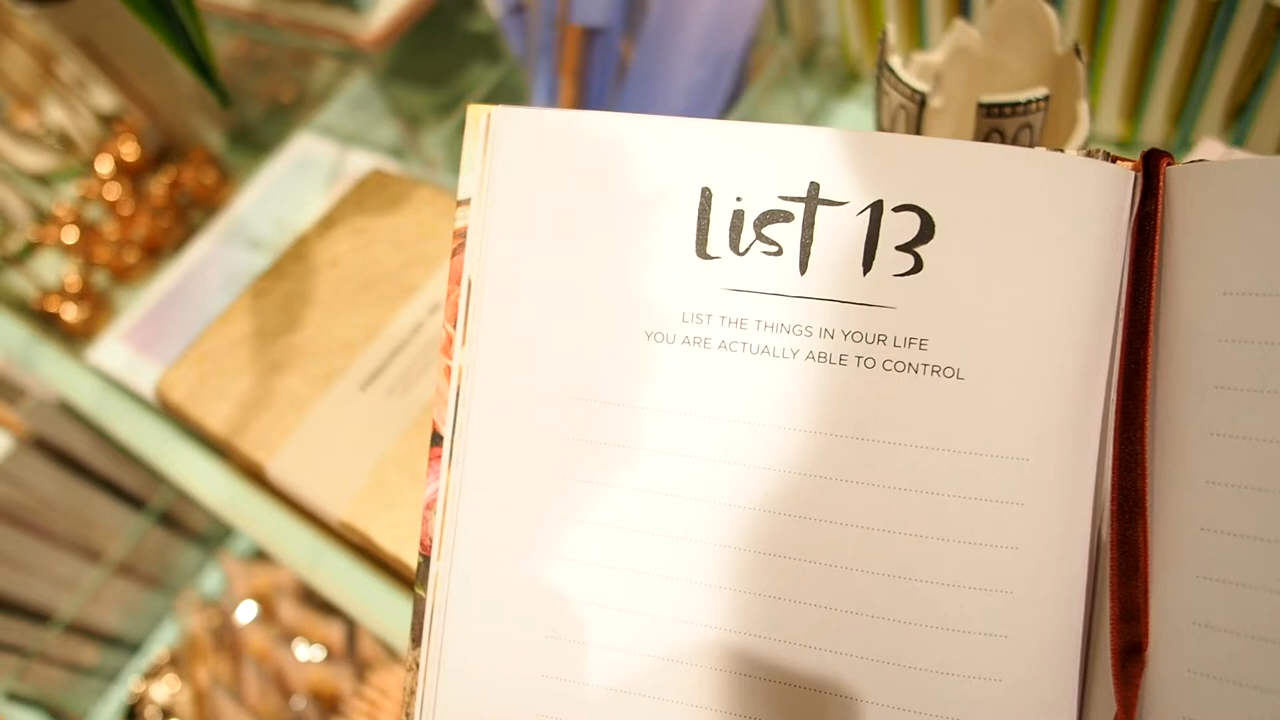 List 13
LIST THE THINGS IN YOUR LIFE
YOU ARE ACTUALLY ABLE TO CONTROL